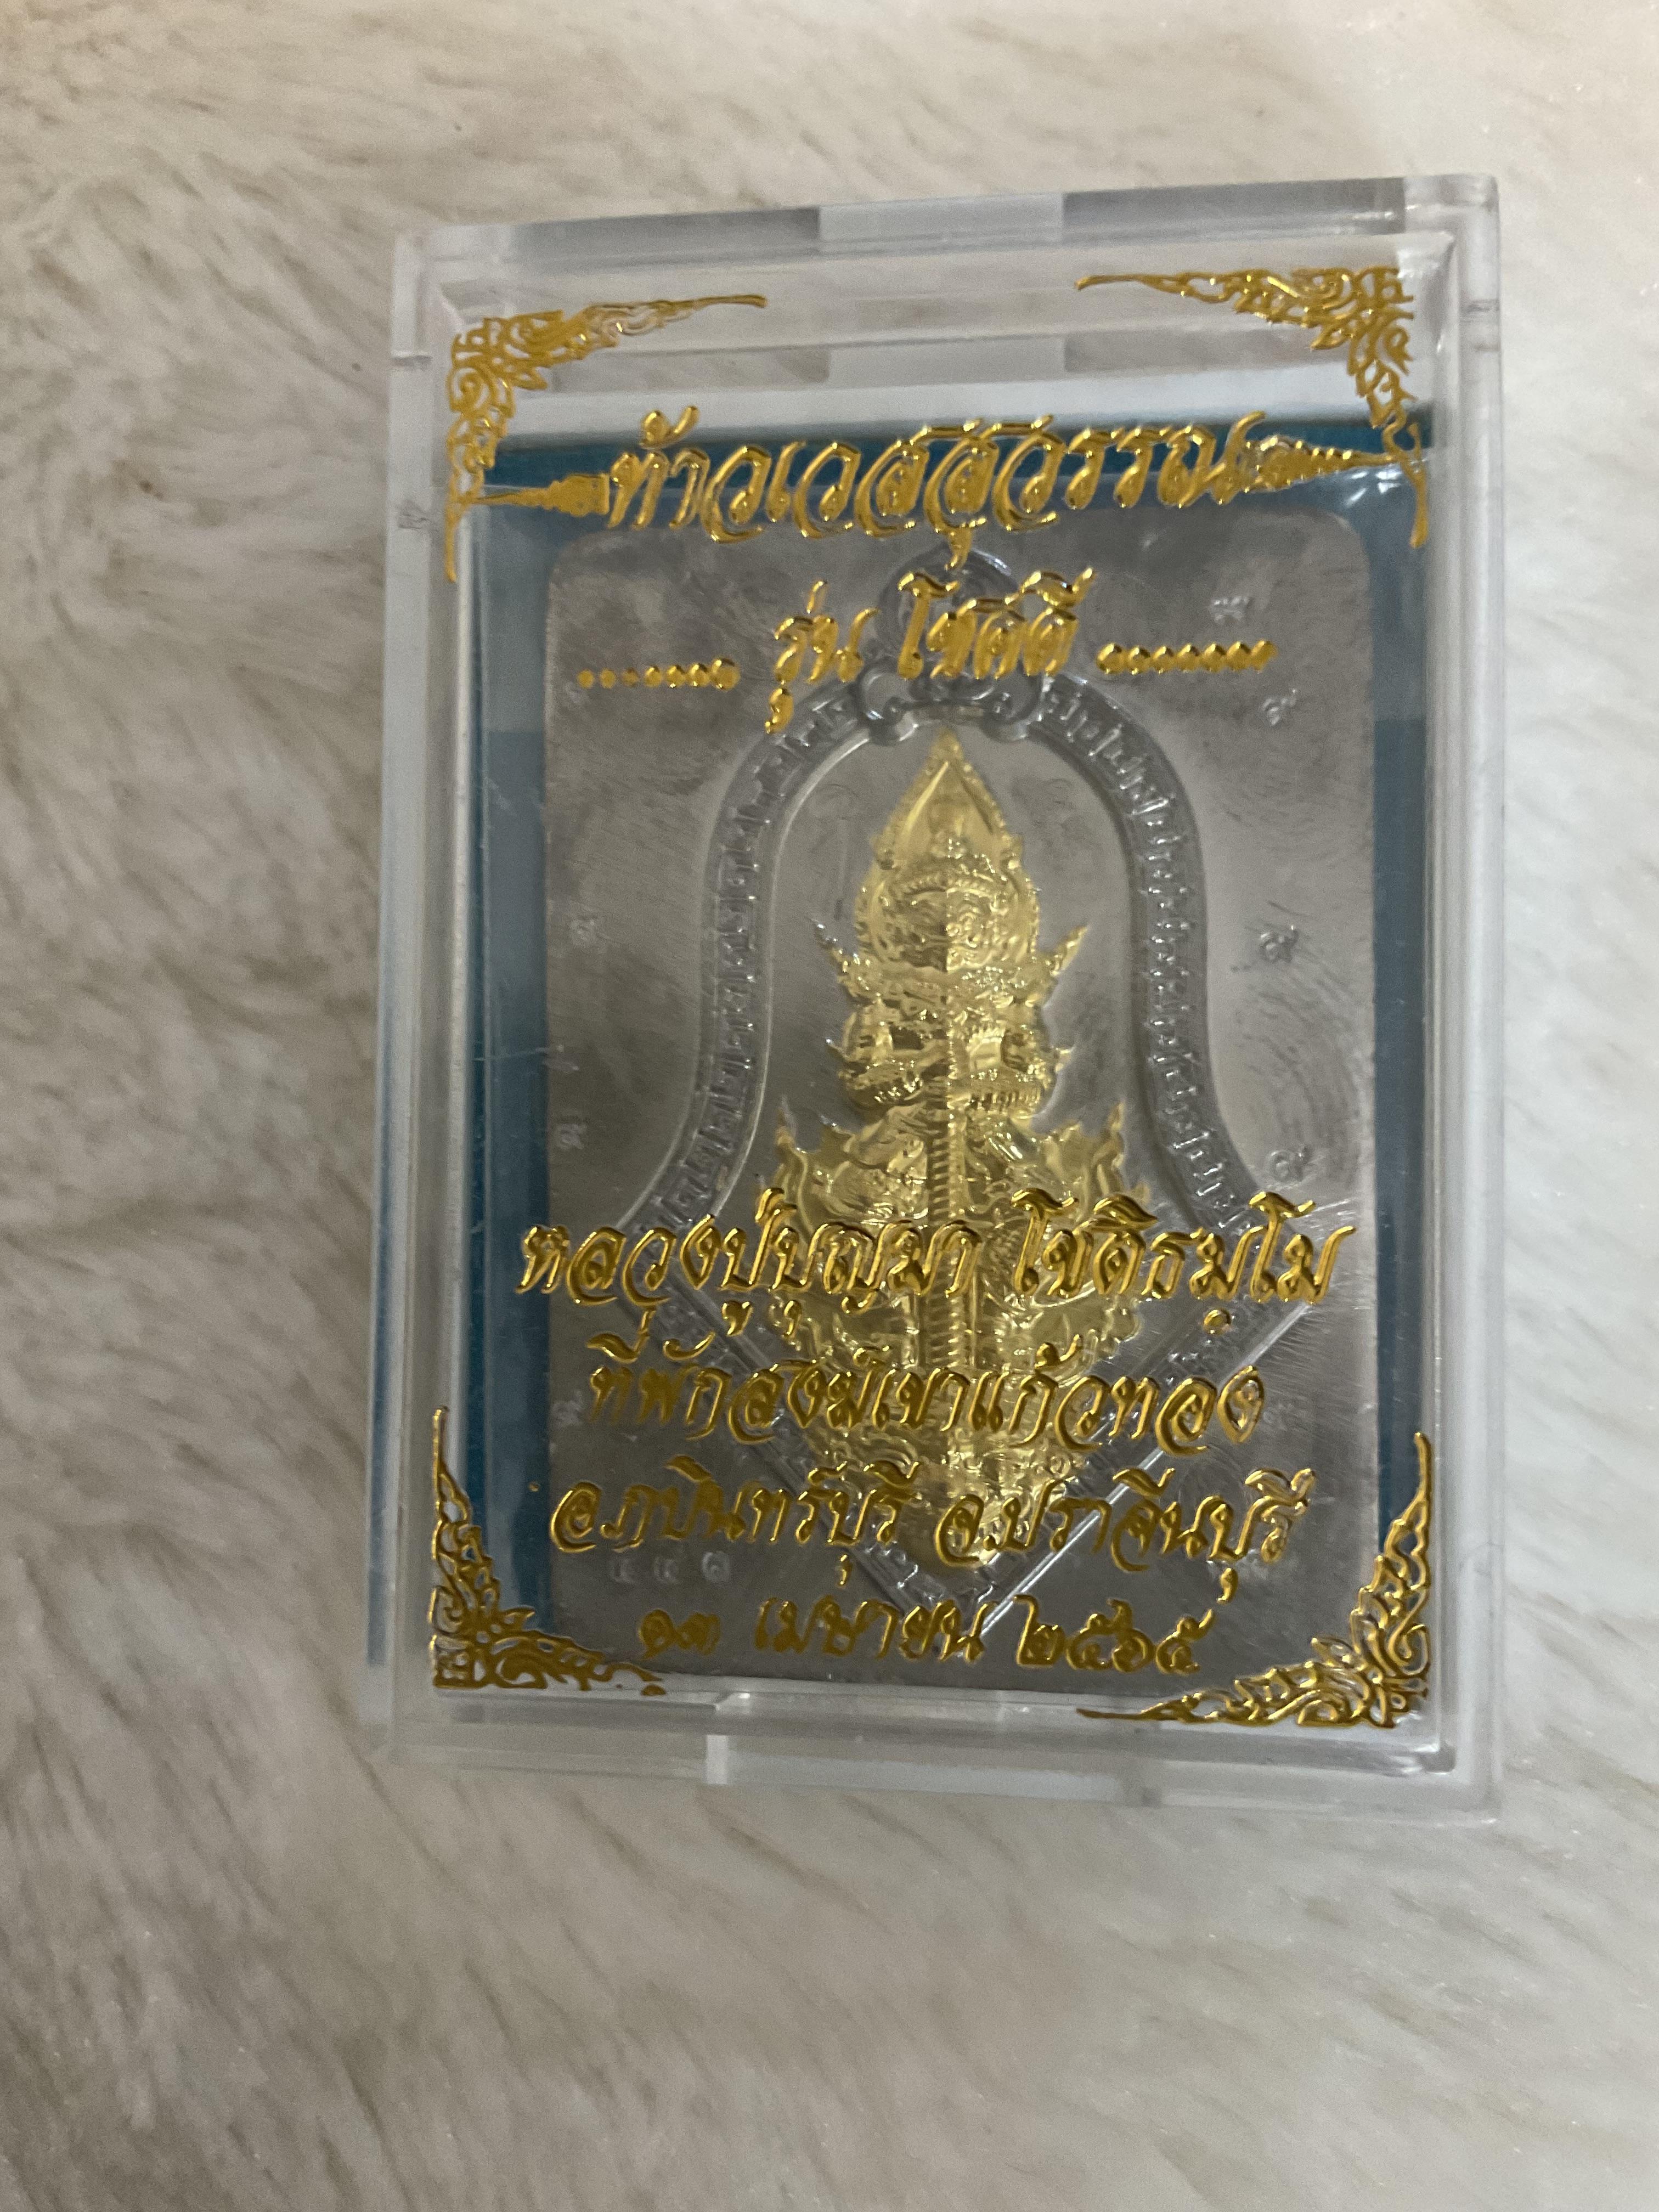 ท้าวเวสสุวรรณ
....... รุ่น โชคดี ........
หลวงปู่บุญมา โชติธมฺโม
ที่พักสงฆ์เขาแก้วทอง
อ.กบินทร์บุรี จ.ปราจีนบุรี
๑๓ เมษายน ๒๕๖๕